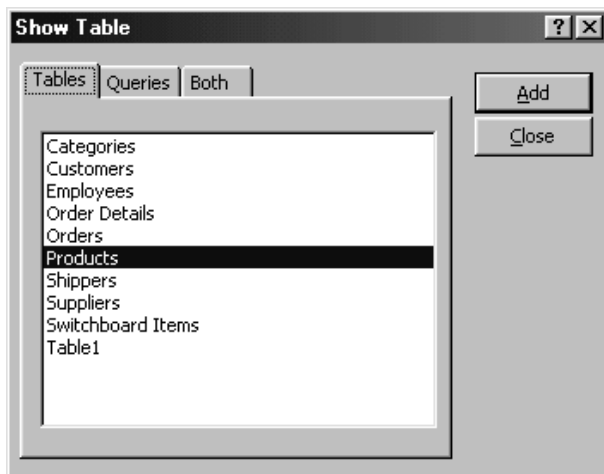 Show Table
Tables Queries Both
Add
Close
Categories
Customers
Employees
Order Details
Orders
Products
Shippers
Suppliers
Switchboard Items
Table1